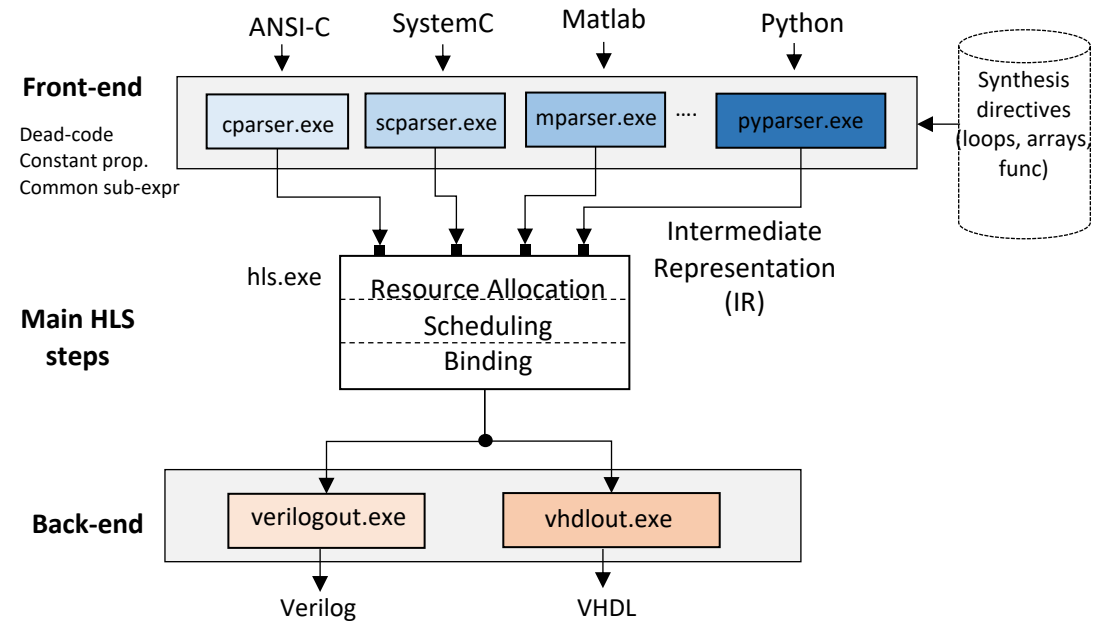 ANSI-C
SystemC
Matlab
Python
Front-end
Dead-code
Constant prop.
Common sub-expr
cparser.exe
scparser.exe
mparser.exe
....
pyparser.exe
Synthesis
directives
(loops, arrays,
func)
Intermediate
Representation
(IR)
hls.exe
Main HLS
steps
Resource Allocation
Scheduling
Binding
Back-end
verilogout.exe
vhdlout.exe
Verilog
VHDL